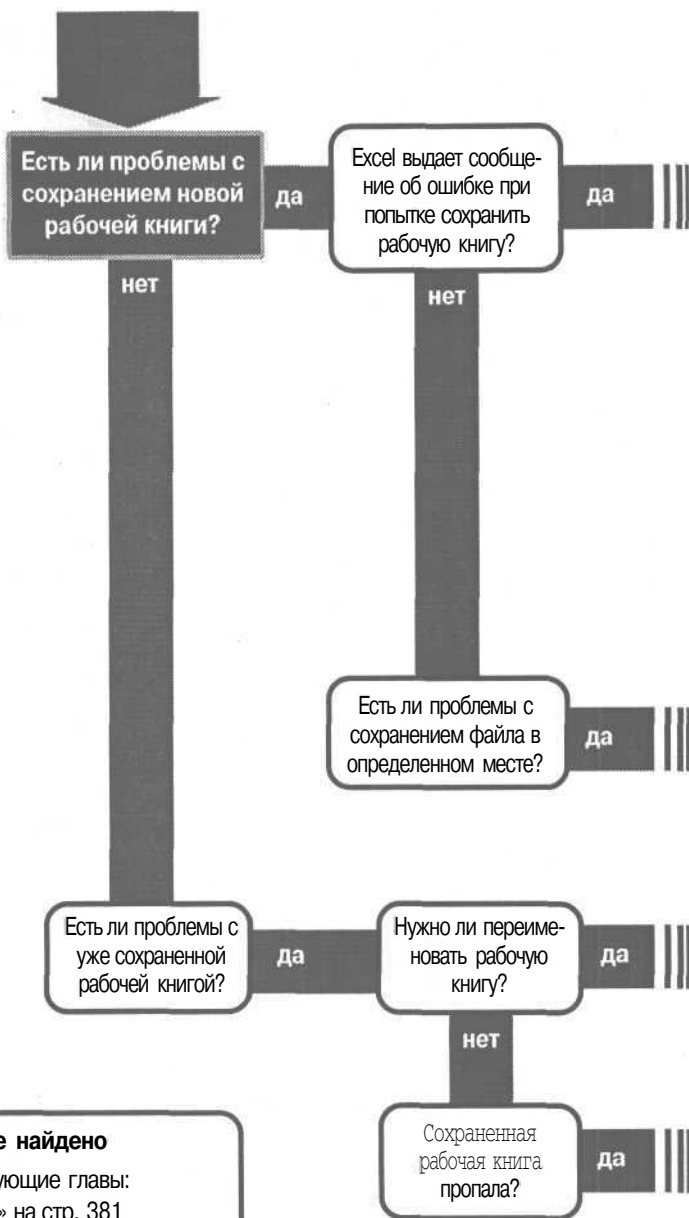 Есть ли проблемы с
сохранением новой
рабочей книги?
да
Excel выдает сообще-
ние об ошибке при
попытке сохранить
рабочую книгу?
да
нет
нет
Есть ли проблемы с
сохранением файла в
определенном месте?
да
Есть ли проблемы с
уже сохраненной
рабочей книгой?
да
Нужно ли переиме-
новать рабочую
книгу?
да
нет
Сохраненная
рабочая книга
пропала?
да
е найдено
ующие главы:
» на стр. 381